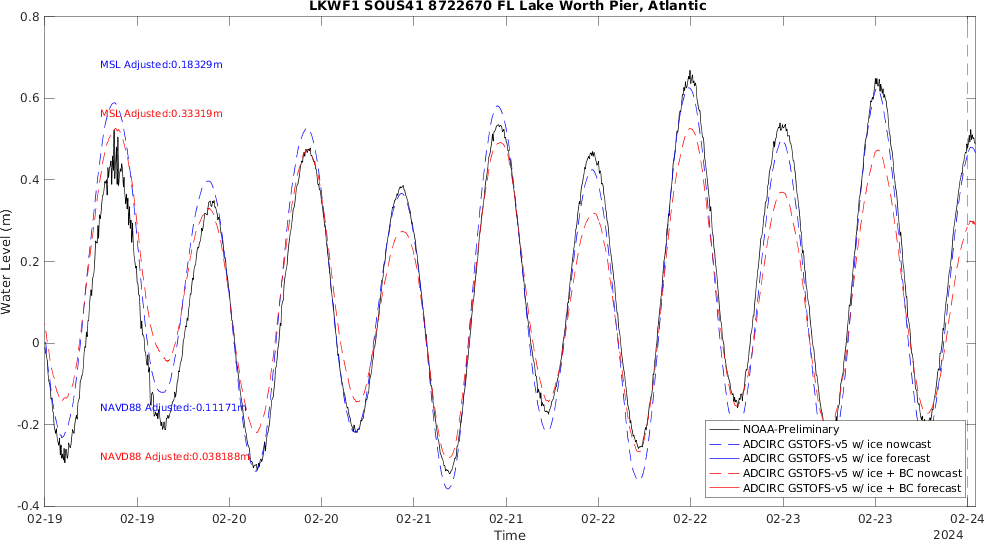 LKWF1 SOUS41 8722670 FL Lake Worth Pier, Atlantic
0.8
0.6
0.4
0.2
0
-0.2
-0.4
Water Level (m)
MSL Adjusted:0.18329m
MSL Adjusted:0.33319m
NAVD88 Adjusted:-0.11171m
NAVD88 Adjusted:0.038188m
NOAA-Preliminary
ADCIRC GSTOFS-v5 w/ ice nowcast
ADCIRC GSTOFS-v5 w/ ice forecast
ADCIRC GSTOFS-v5 w/ ice + BC nowcast
ADCIRC GSTOFS-v5 w/ ice + BC forecast
02-19 02-19 02-20 02-20 02-21 02-21 02-22 02-22 02-23 02-23 02-24
Time
2024